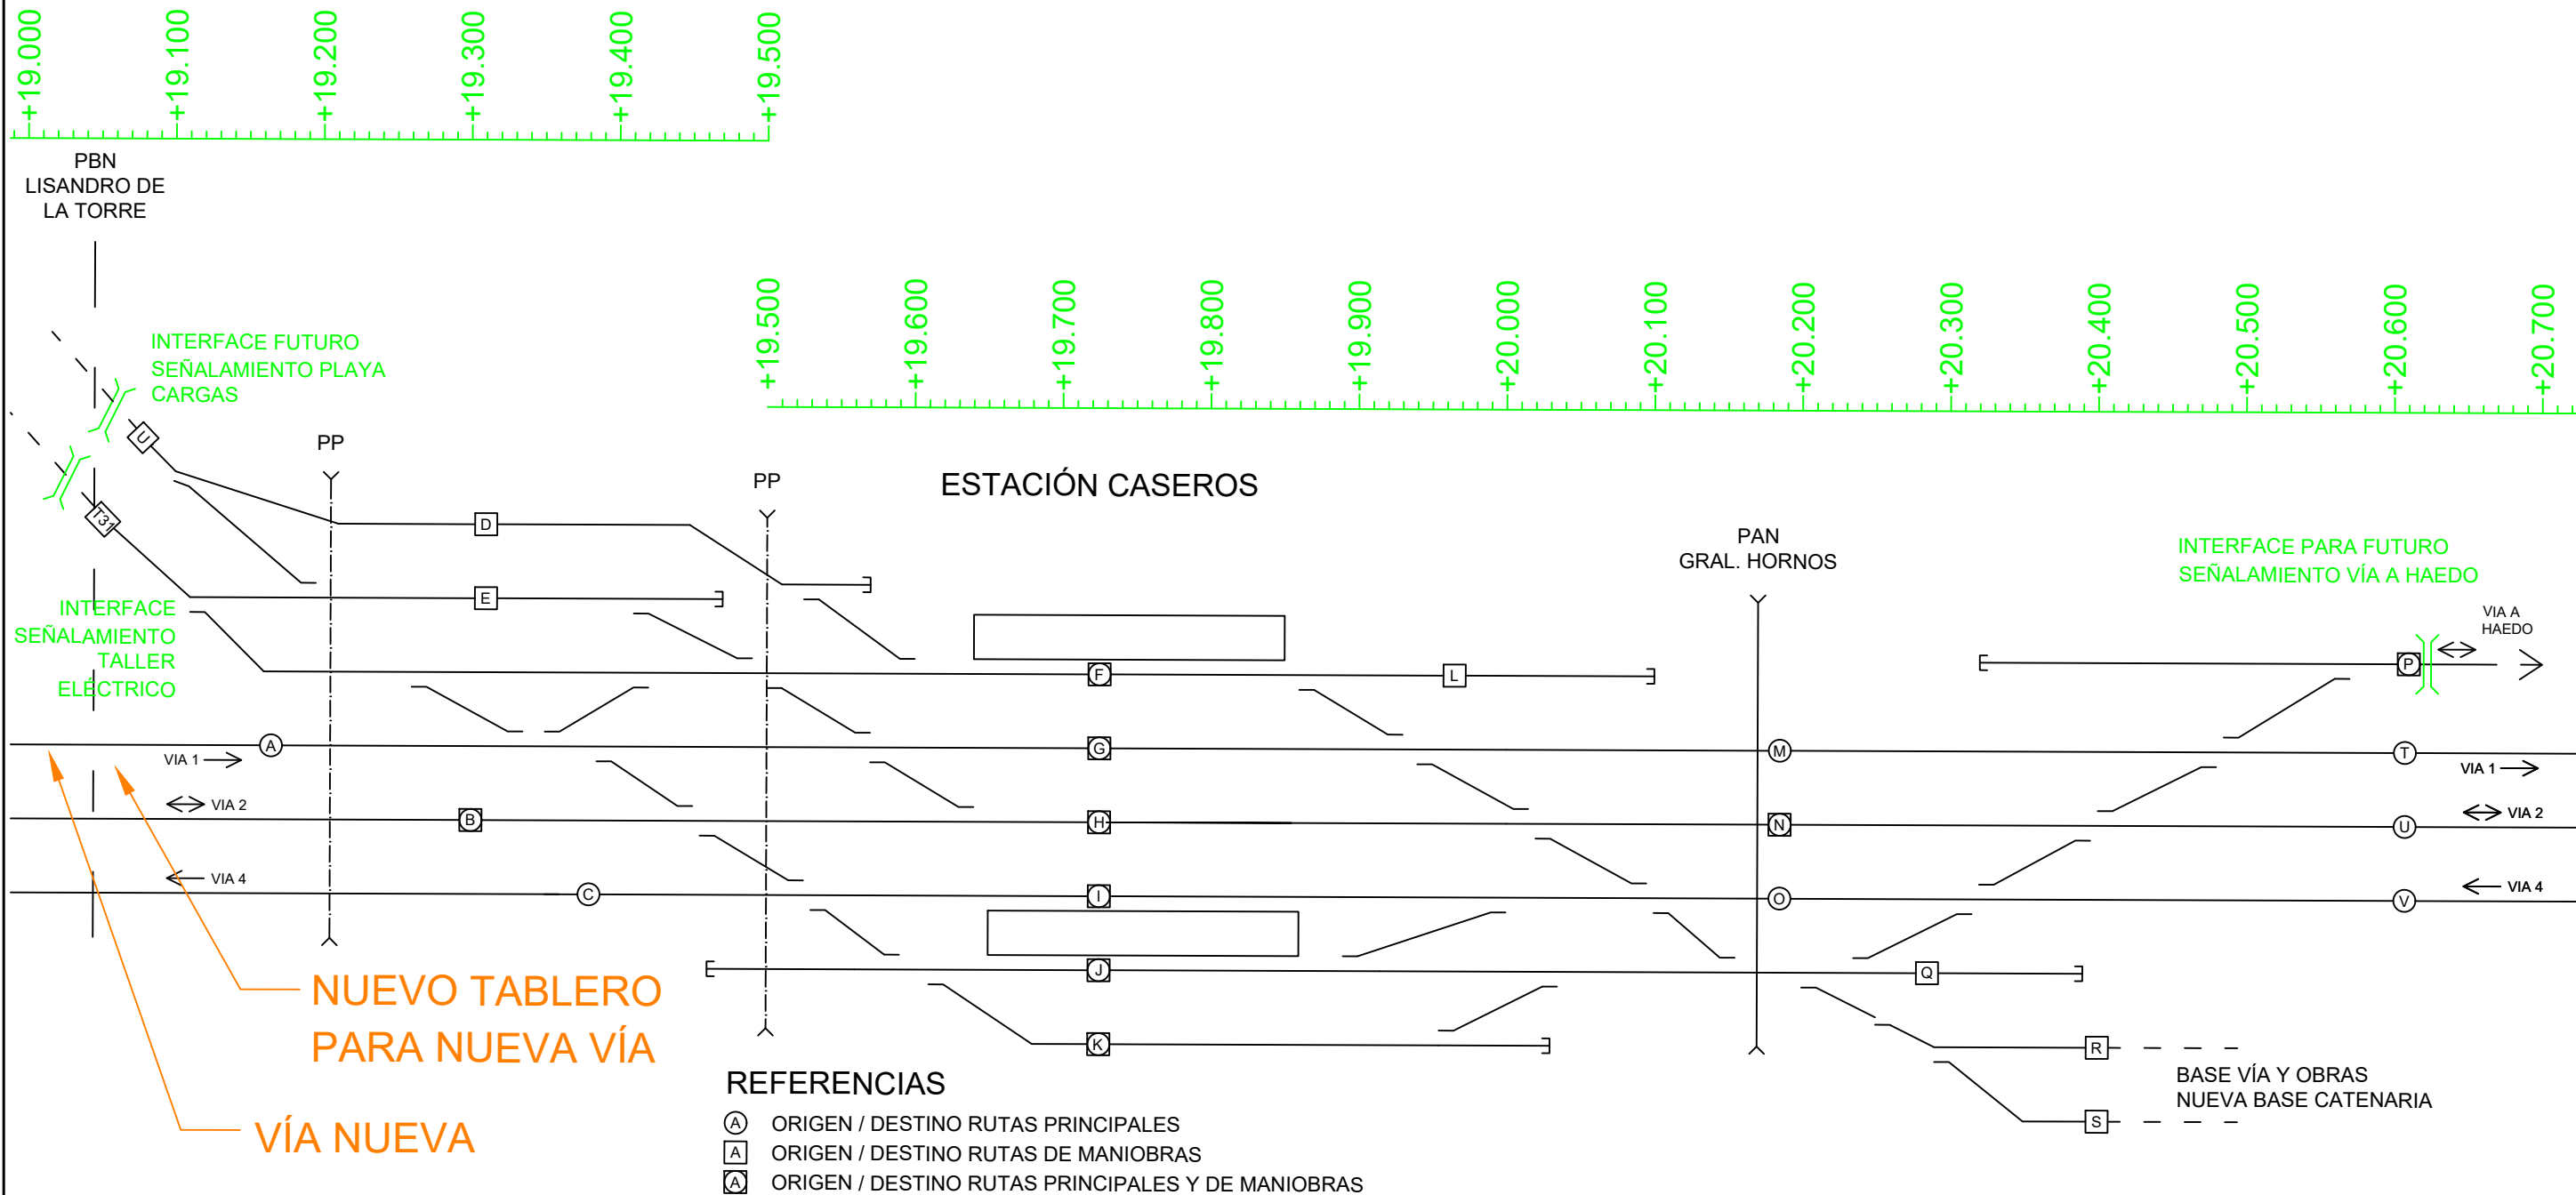 +19.000
+19.100
+19.200
+19.300
+19.400
+19.500
PBN
LISANDRO DE
LA TORRE
+19.500
+19.600
+19.700
+19.800
+19.900
+20.000
+20.100
+20.200
+20.300
+20.400
+20.500
+20.600
+20.700
INTERFACE FUTURO
SEÑALAMIENTO PLAYA
CARGAS
U
PP
PP
ESTACIÓN CASEROS
T31
D
PAN
GRAL. HORNOS
INTERFACE PARA FUTURO
SEÑALAMIENTO VÍA A HAEDO
E
INTERFACE
SEÑALAMIENTO
TALLER
ELÉCTRICO
VIA A
HAEDO
F
L
P
A
G
M
T
VIA 1
VIA 1
VIA 2
VIA 2
B
H
N
U
VIA 4
VIA 4
C
I
O
V
J
Q
NUEVO TABLERO
PARA NUEVA VÍA
K
R
S
BASE VÍA Y OBRAS
NUEVA BASE CATENARIA
VÍA NUEVA
REFERENCIAS
A ORIGEN / DESTINO RUTAS PRINCIPALES
A ORIGEN / DESTINO RUTAS DE MANIOBRAS
A ORIGEN / DESTINO RUTAS PRINCIPALES Y DE MANIOBRAS